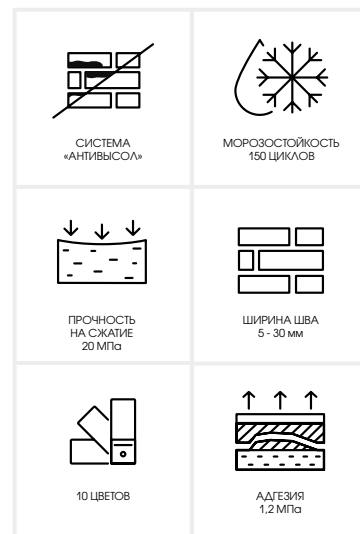 СИСТЕМА
«АНТИВЫСОЛ»
МОРОЗОСТОЙКОСТЬ
150 ЦИКЛОВ
ПРОЧНОСТЬ
НА СЖАТИЕ
20 МПа
ШИРИНА ШВА
5 - 30 мм
10 ЦВЕТОВ
АДГЕЗИЯ
1,2 МПа